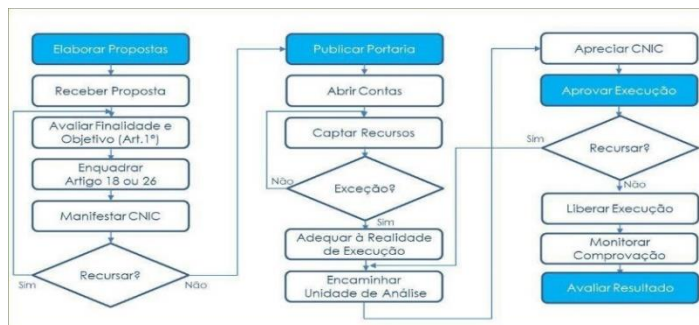 Elaborar Propostas
Receber Proposta
Avaliar Finalidade e
Objetivo (Art.1º)
Enquadrar
Artigo 18 ou 26
Manifestar CNIC
Recursar?
Sim
Não
Publicar Portaria
Abrir Contas
Captar Recursos
Não
Exceção?
Sim
Adequar à Realidade
de Execução
Encaminhar
Unidade de Análise
Apreciar CNIC
Aprovar Execução
Sim
Recursar?
Não
Liberar Execução
Monitorar
Comprovação
Avaliar Resultado